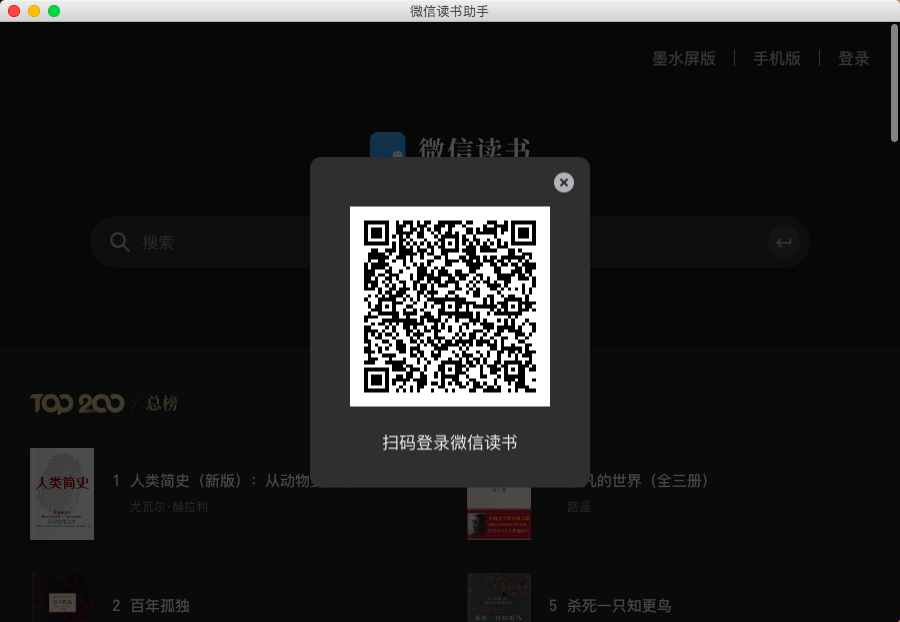 微信读书助手
墨水屏版
手机版
登录
微信读书
搜索
扫码登录微信读书
TOP 200 / 总榜
人类简史
1 人类简史（新版）：从动物
尤瓦尔·赫拉利
凡的世界（全三册）
路遥
2 百年孤独
5 杀死一只知更鸟